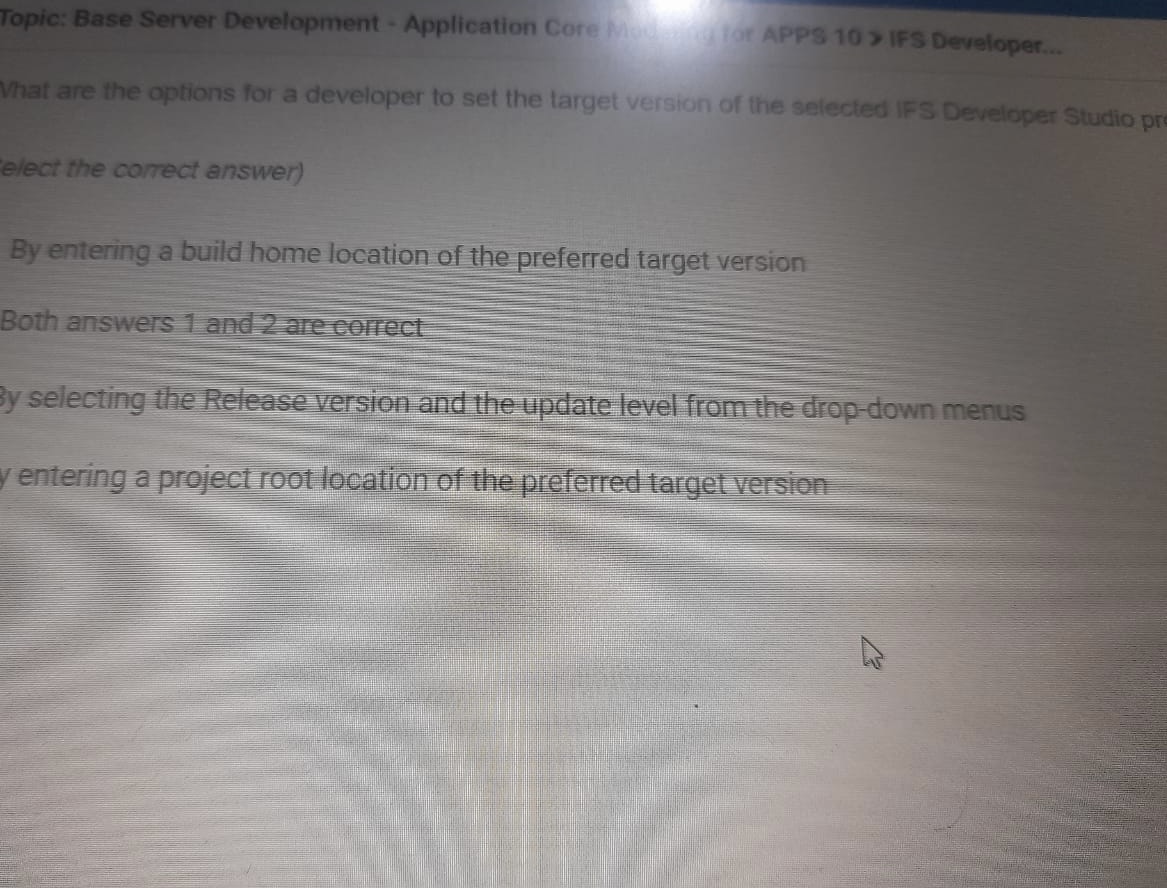 Topic: Base Server Development - Application Core Modeling for APPS 10 > IFS Developer...
What are the options for a developer to set the target version of the selected IFS Developer Studio pro
elect the correct answer)
By entering a build home location of the preferred target version
Both answers 1 and 2 are correct
By selecting the Release version and the update level from the drop-down menus
y entering a project root location of the preferred target version